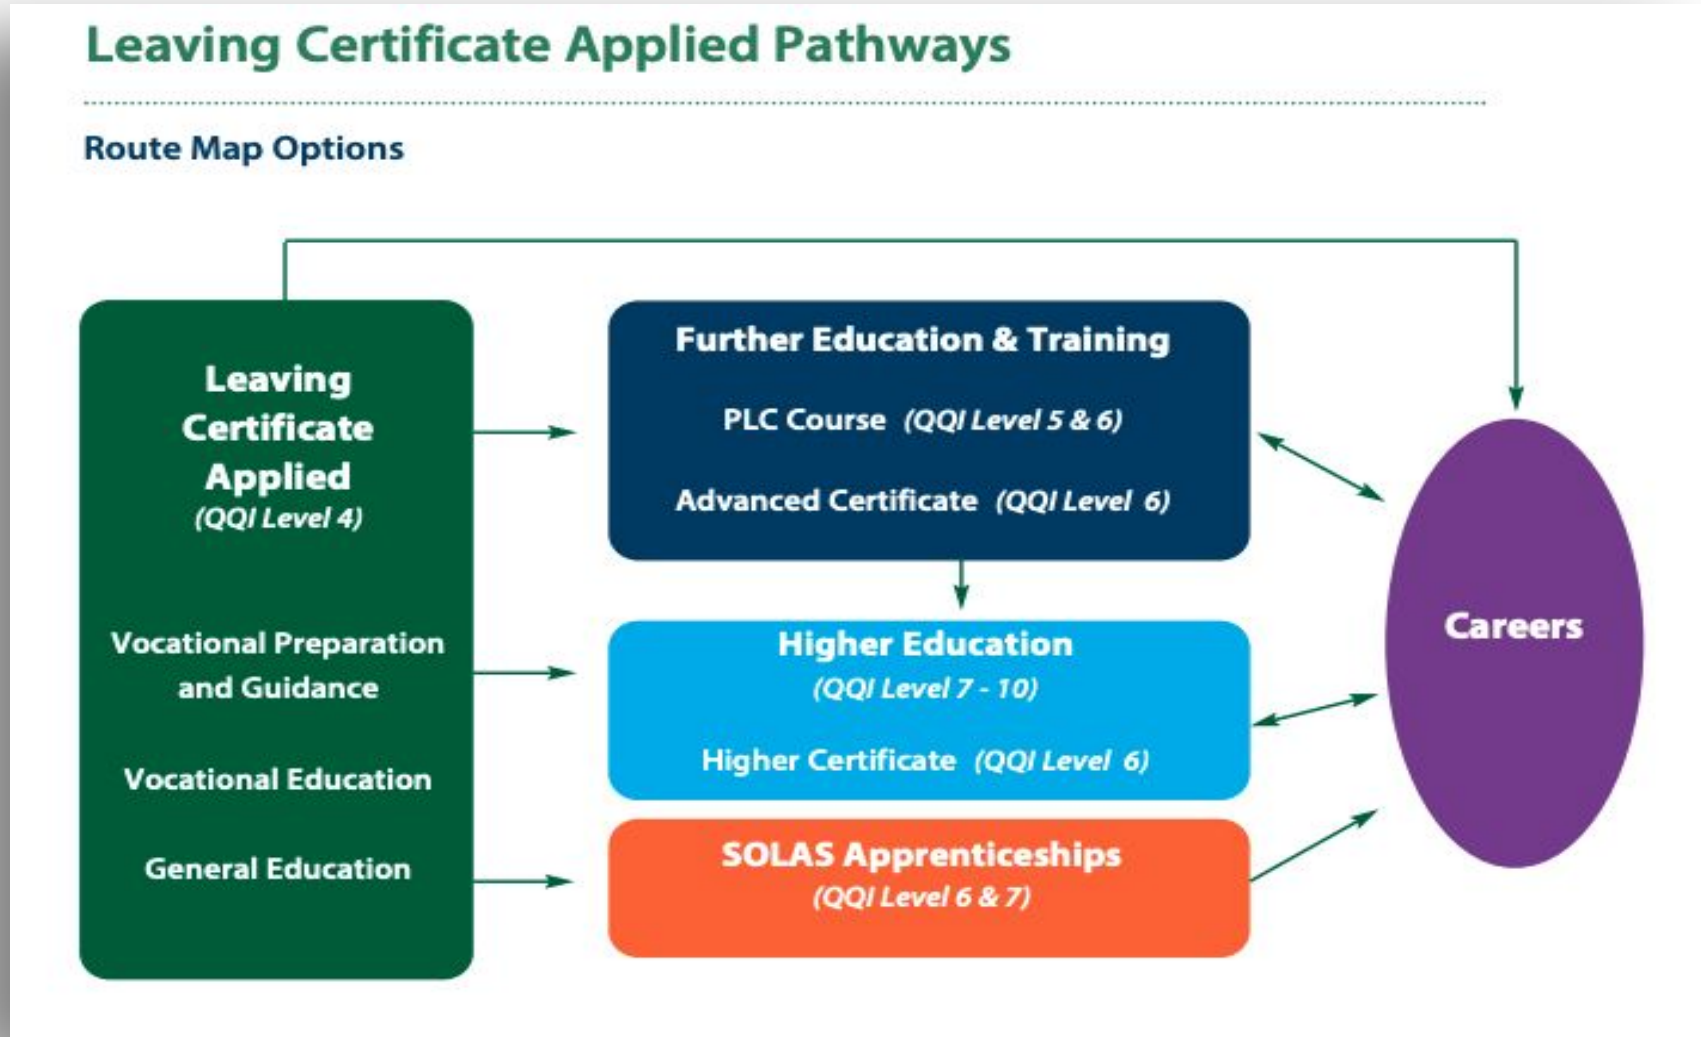 Leaving Certificate Applied Pathways
Route Map Options
Leaving
Certificate
Applied
(QQI Level 4)
Vocational Preparation
and Guidance
Vocational Education
General Education
Further Education & Training
PLC Course (QQI Level 5 & 6)
Advanced Certificate (QQI Level 6)
Higher Education
(QQI Level 7 - 10)
Higher Certificate (QQI Level 6)
SOLAS Apprenticeships
(QQI Level 6 & 7)
Careers